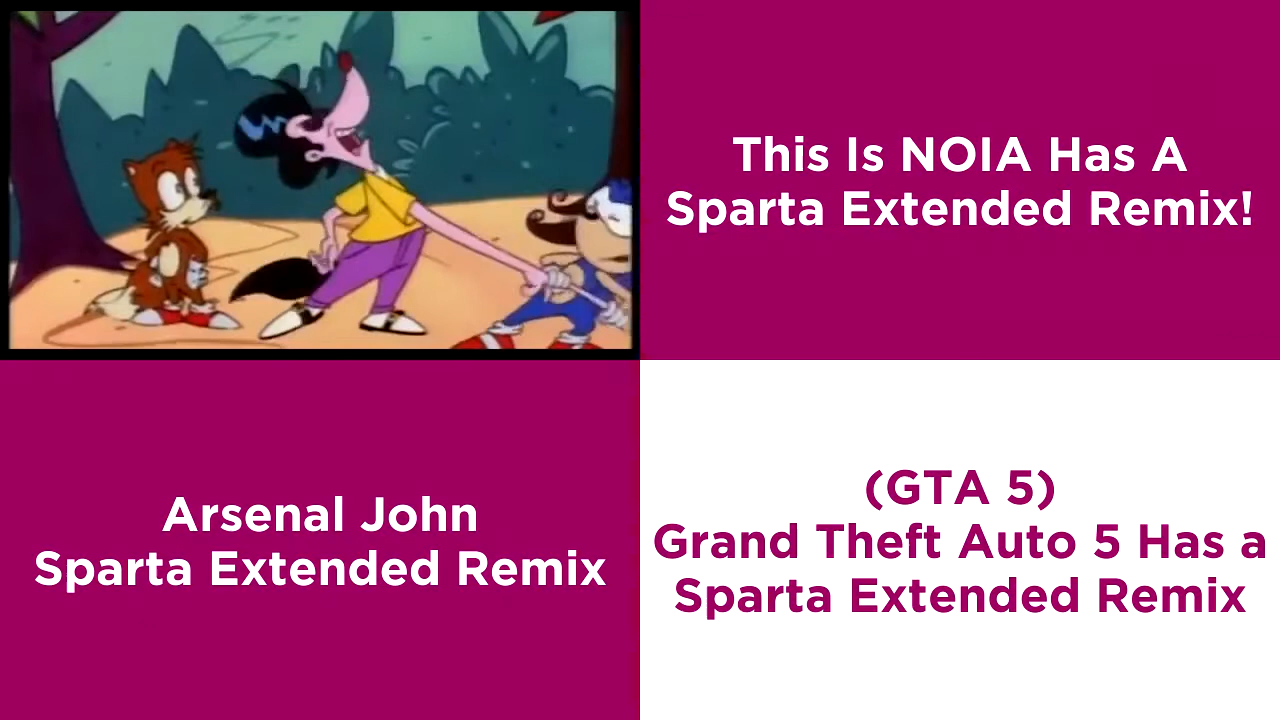 This Is NOIA Has A
Sparta Extended Remix!
Arsenal John
Sparta Extended Remix
(GTA 5)
Grand Theft Auto 5 Has a
Sparta Extended Remix